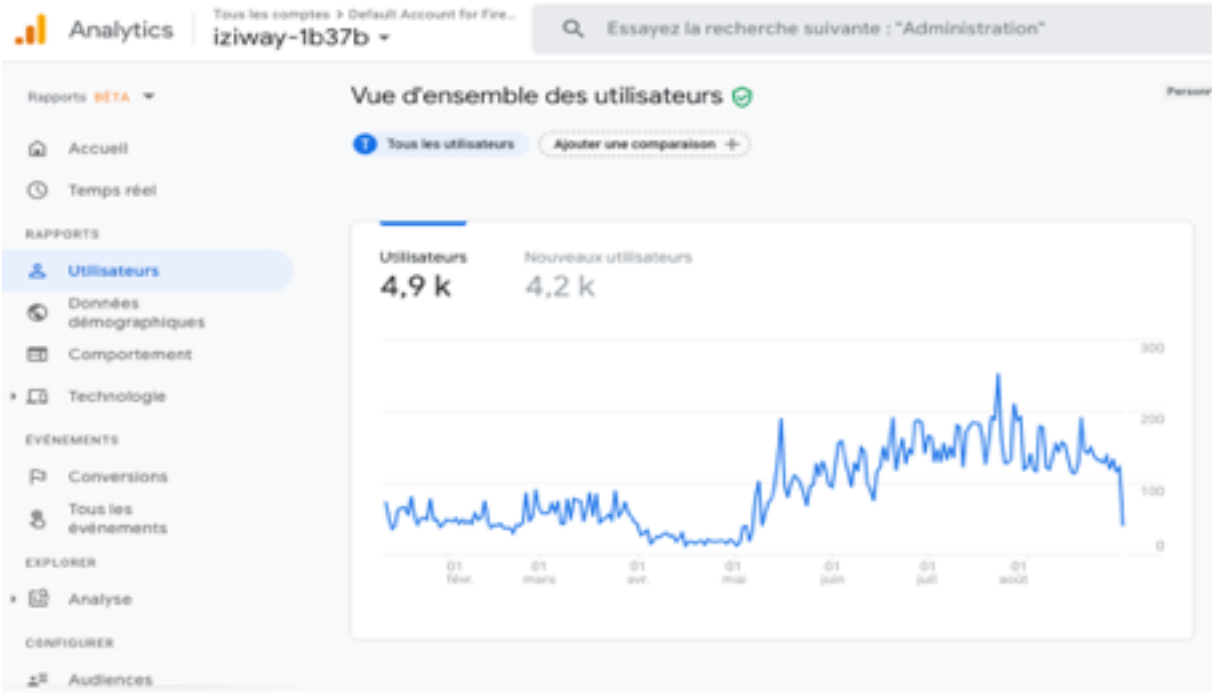 Analytics
Tous les comptes > Default Account for Fire...
iziway-1b37b
Essayez la recherche suivante : "Administration"
Rapports BÊTA
Accueil
Temps réel
RAPPORTS
Utilisateurs
Données
démographiques
Comportement
Technologie
ÉVÉNEMENTS
Conversions
Tous les
événements
EXPLORER
Analyse
CONFIGURER
Audiences
Vue d'ensemble des utilisateurs
Personn
T Tous les utilisateurs
Ajouter une comparaison +
Utilisateurs
4,9 k
Nouveaux utilisateurs
4,2 k
300
200
100
0
01 févr.
01 mars
01 avr.
01 mai
01 juin
01 juil.
01 août